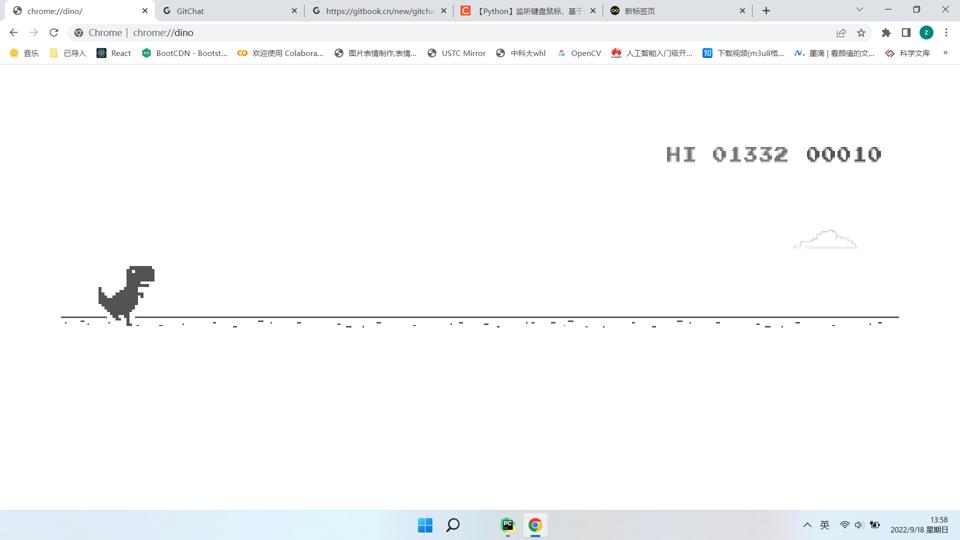 chrome://dino/
GitChat
https://gitbook.cn/new/gitcha
【Python】监听键盘鼠标，基于
新标签页
Chrome | chrome://dino
音乐
已导入
React
BootCDN - Bootst...
欢迎使用 Colabora...
图片表情制作,表情...
USTC Mirror
中科大whl
OpenCV
人工智能入门极开...
下载视频(m3u8格...
墨滴 | 看颜值的文...
科学文库
»
HI 01332 00010
英
13:58
2022/9/18 星期日